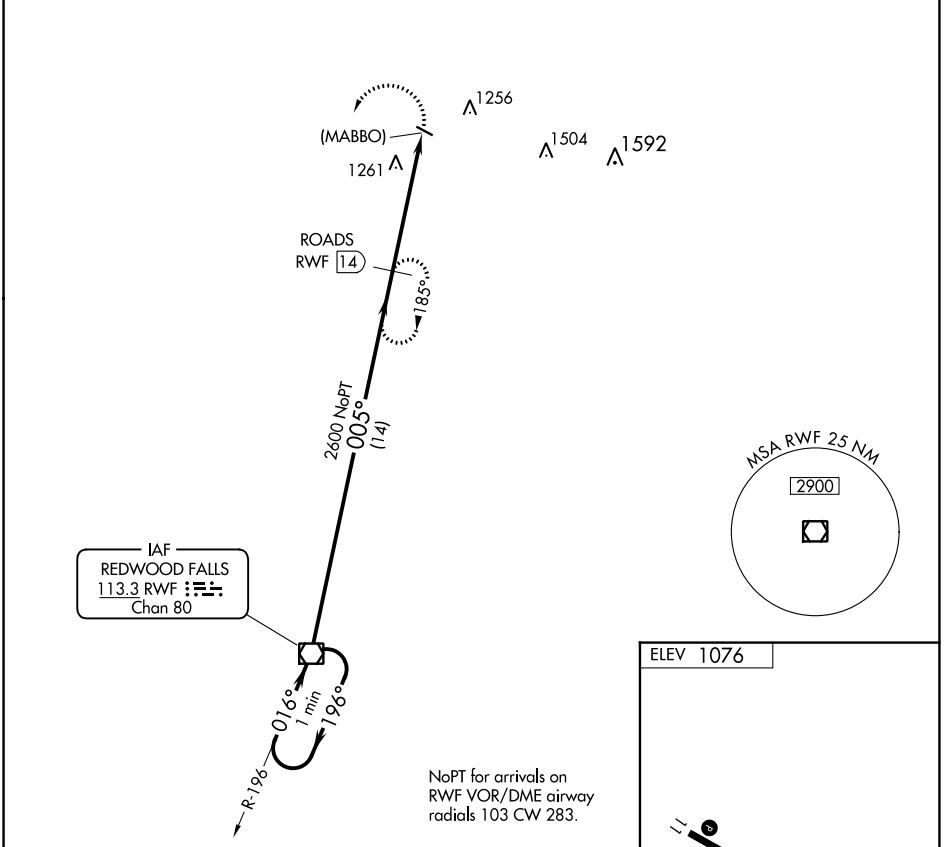 1256
(MABBO)
1504
1592
1261
ROADS
RWF 14
185°
2600 NoPT
005°
(14)
MSA RWF 25 NM
2900
IAF
REDWOOD FALLS
113.3 RWF
Chan 80
ELEV 1076
016°
1 min
196°
R-196
NoPT for arrivals on
RWF VOR/DME airway
radials 103 CW 283.
11
P